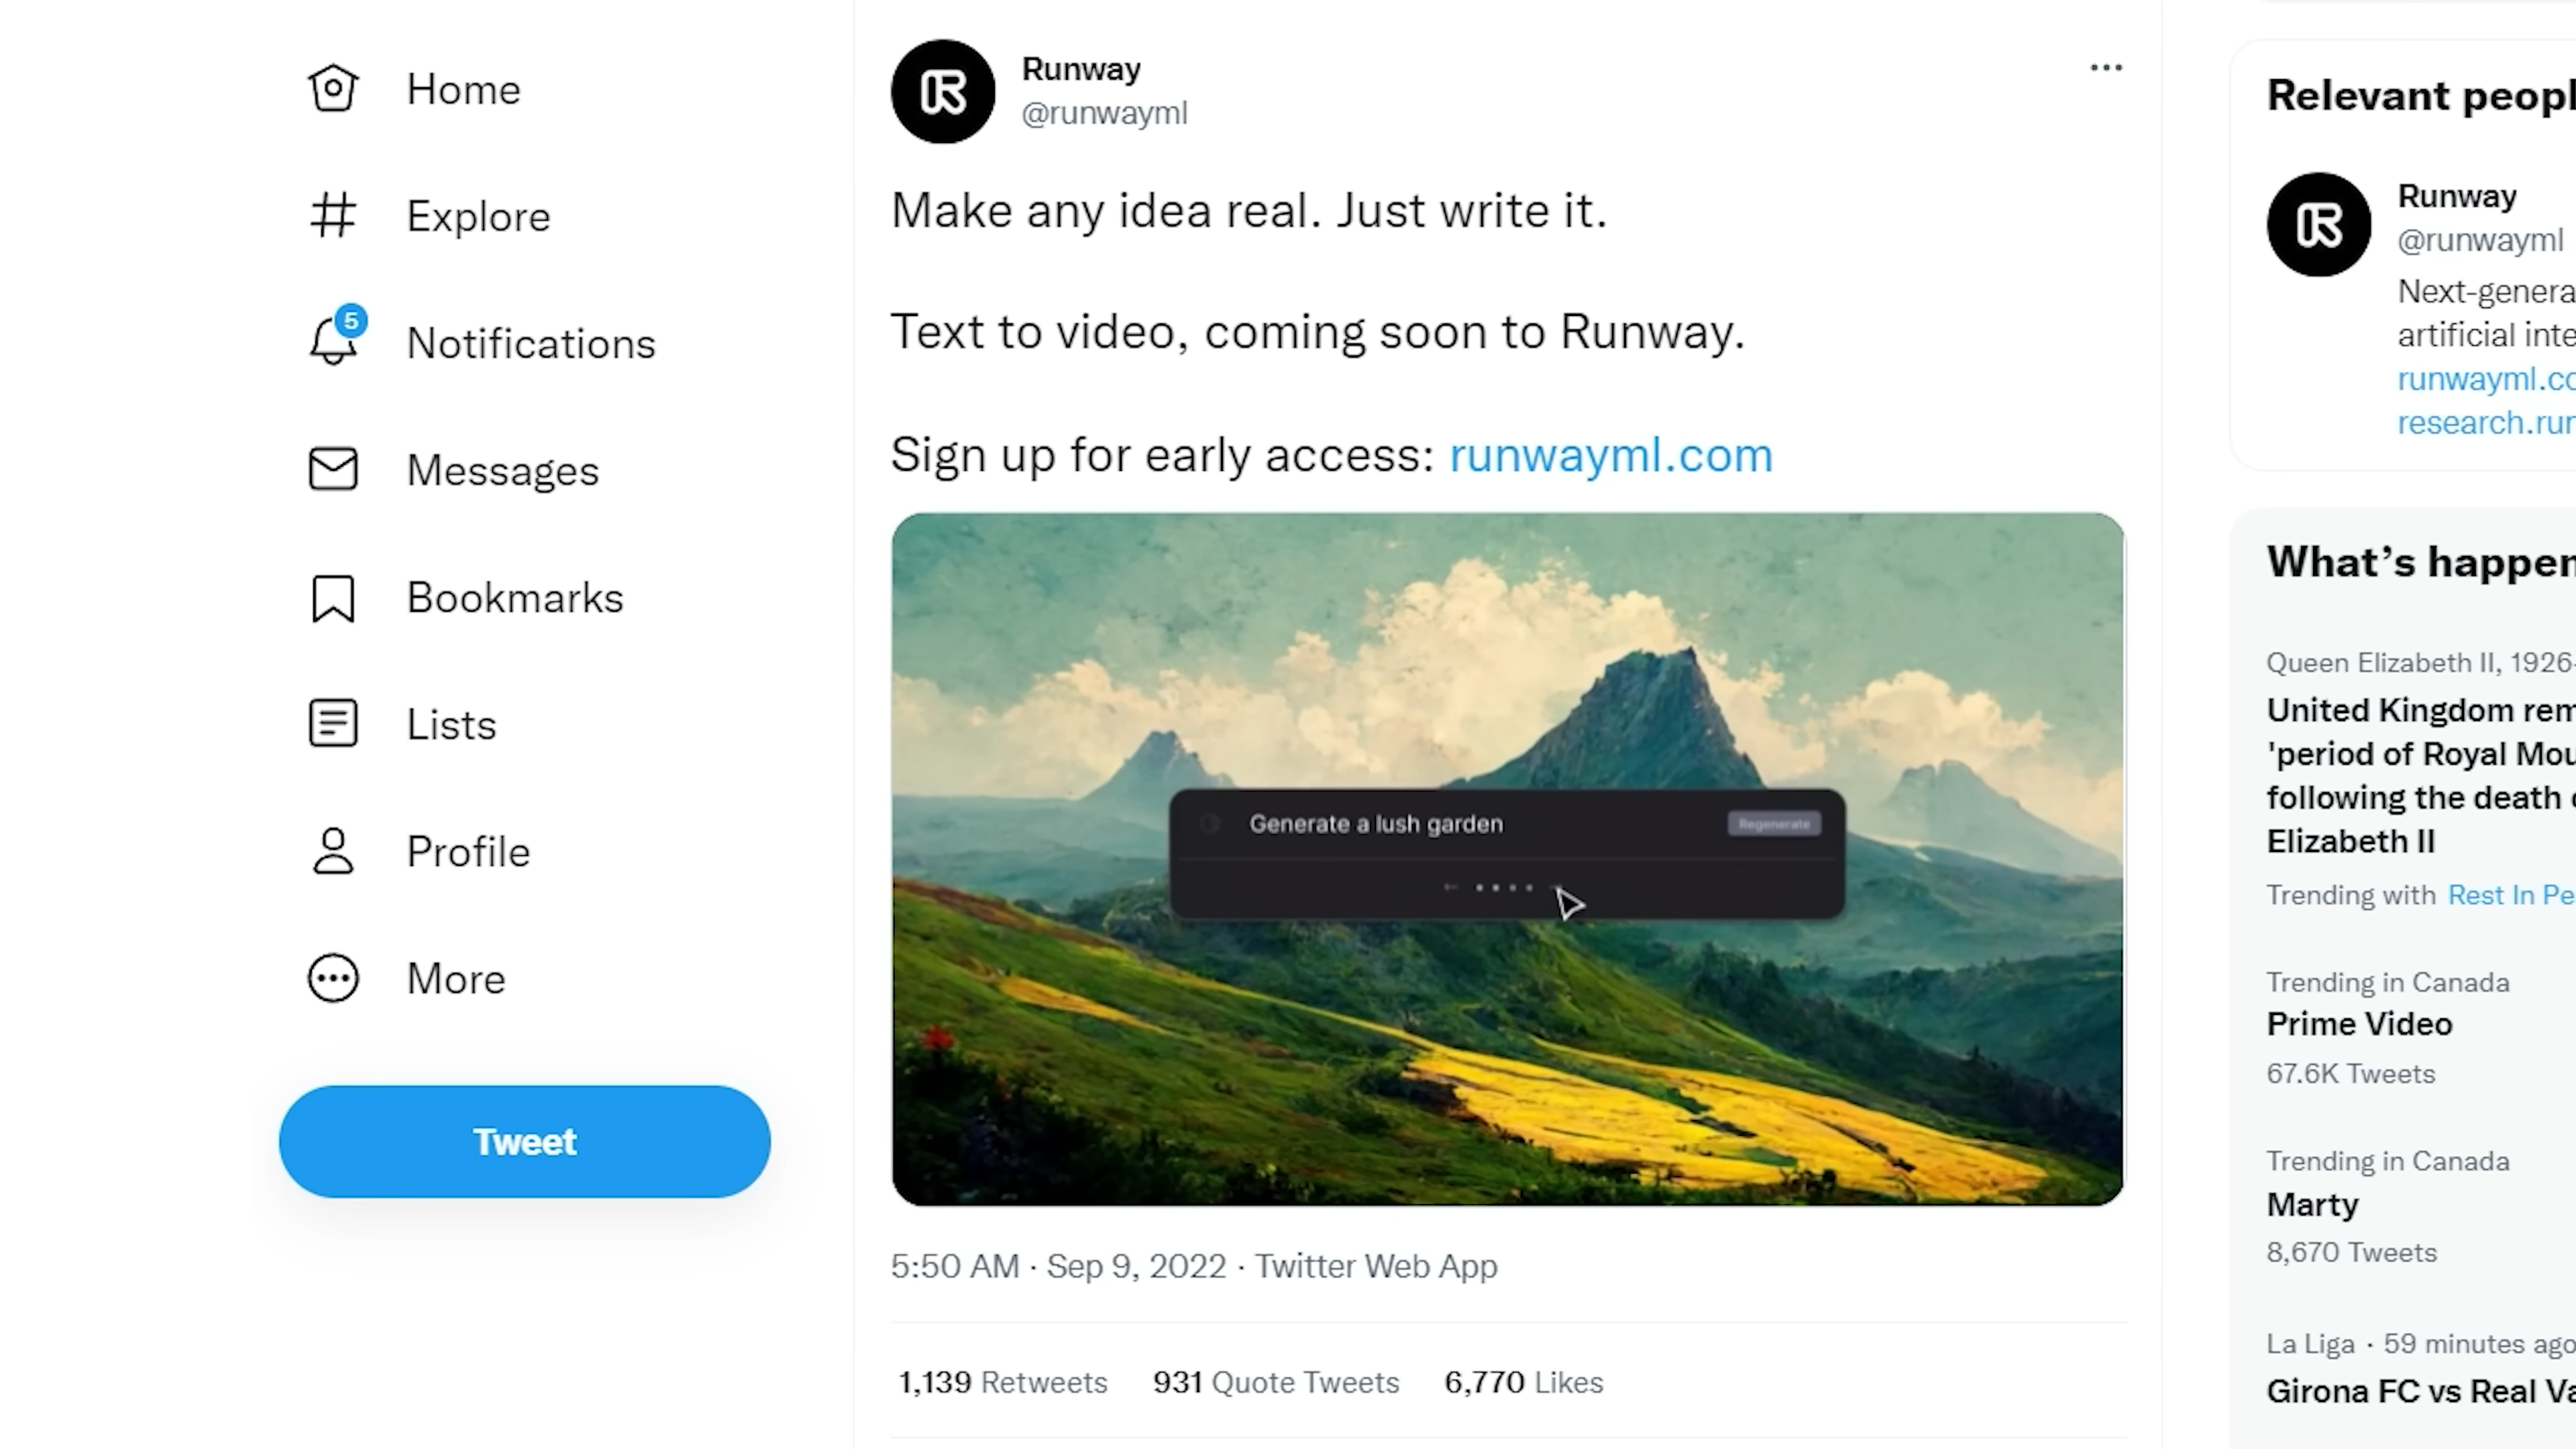 Home
Explore
5
Notifications
Messages
Bookmarks
Lists
Profile
More
Tweet
Runway
@runwayml
Make any idea real. Just write it.
Text to video, coming soon to Runway.
Sign up for early access: runwayml.com
Generate a lush garden
Regenerate
5:50 AM · Sep 9, 2022 · Twitter Web App
1,139 Retweets 931 Quote Tweets 6,770 Likes
Relevant peopl
Runway
@runwayml
Next-genera
artificial inte
runwayml.co
research.run
What's happen
Queen Elizabeth II, 1926-
United Kingdom rem
'period of Royal Mou
following the death o
Elizabeth II
Trending with Rest In Pe
Trending in Canada
Prime Video
67.6K Tweets
Trending in Canada
Marty
8,670 Tweets
La Liga · 59 minutes ago
Girona FC vs Real Va